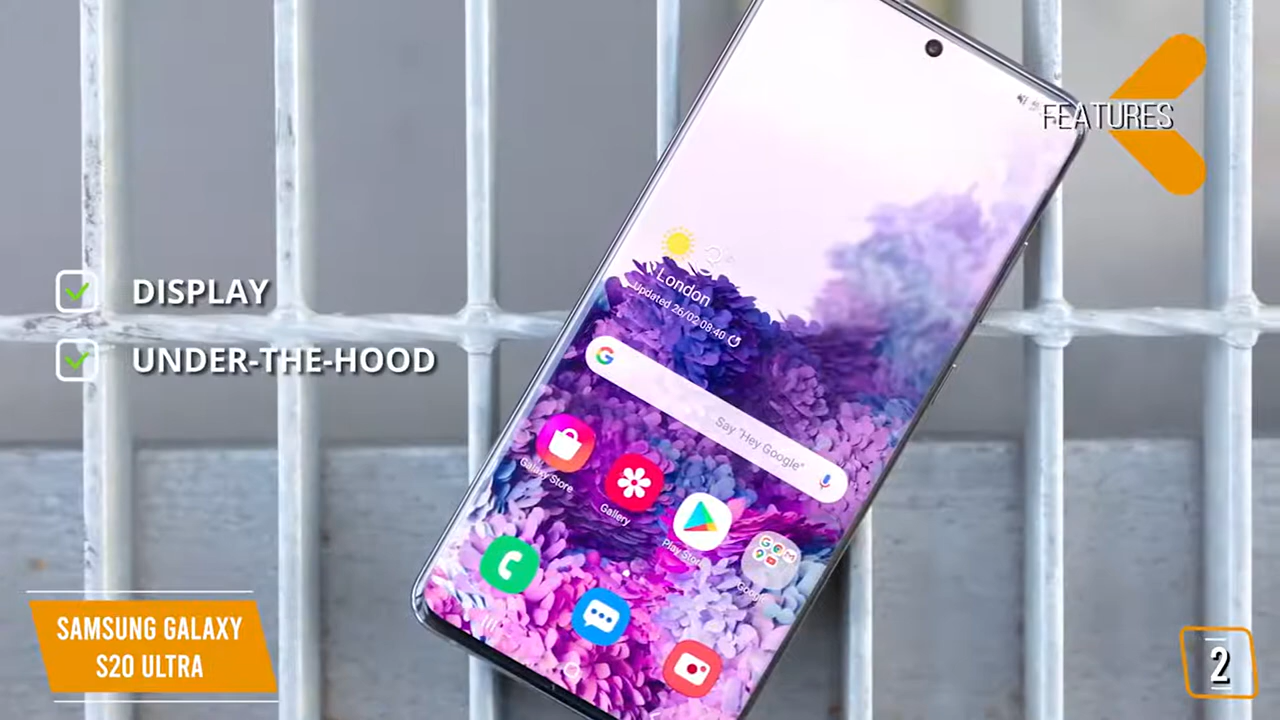 FEATURES
DISPLAY
UNDER-THE-HOOD
London
Updated 26/02 08:40
Say "Hey Google"
Galaxy Store
Gallery
Play Store
Google
SAMSUNG GALAXY
S20 ULTRA
2